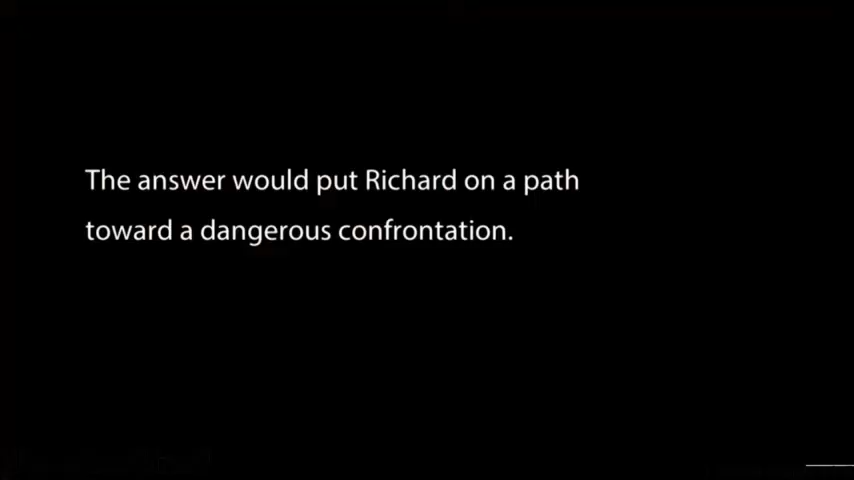 The answer would put Richard on a path
toward a dangerous confrontation.